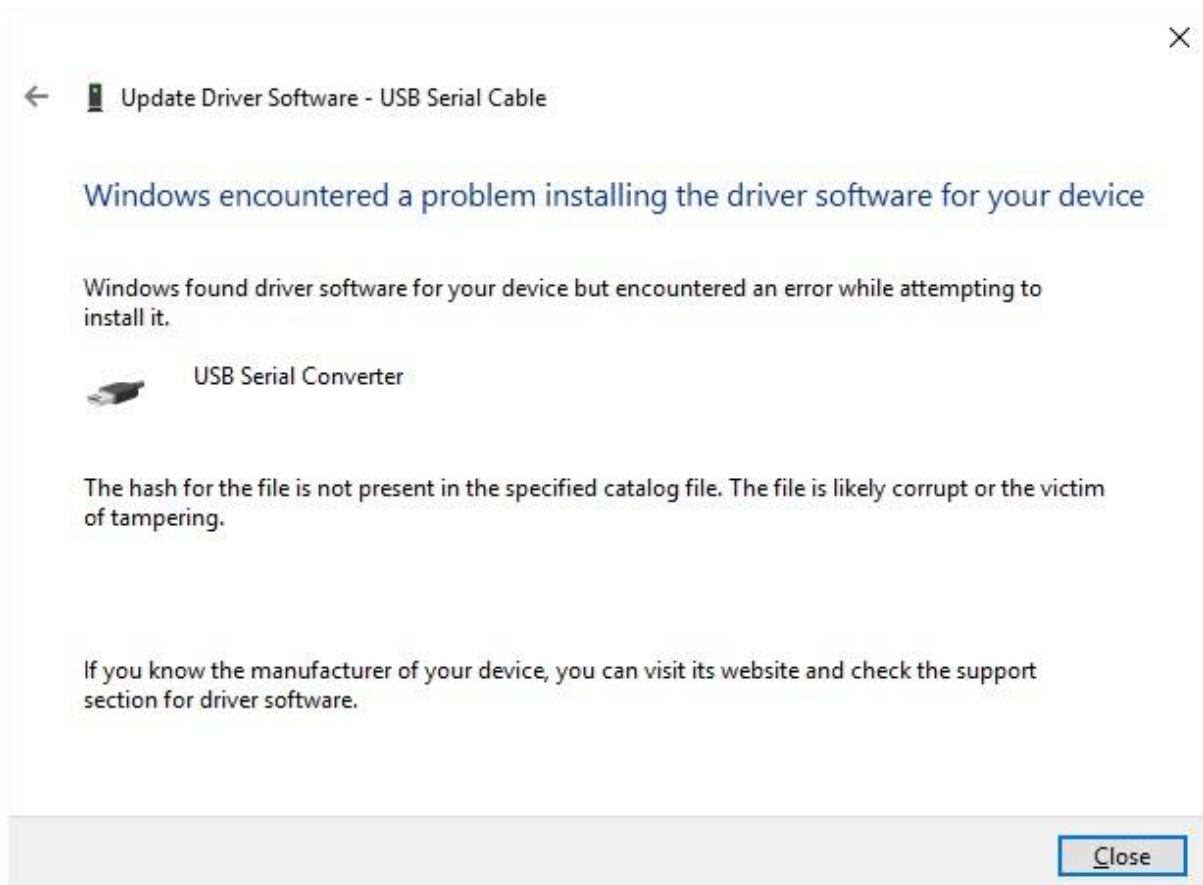 Update Driver Software - USB Serial Cable
Windows encountered a problem installing the driver software for your device
Windows found driver software for your device but encountered an error while attempting to
install it.
USB Serial Converter
The hash for the file is not present in the specified catalog file. The file is likely corrupt or the victim
of tampering.
If you know the manufacturer of your device, you can visit its website and check the support
section for driver software.
Close